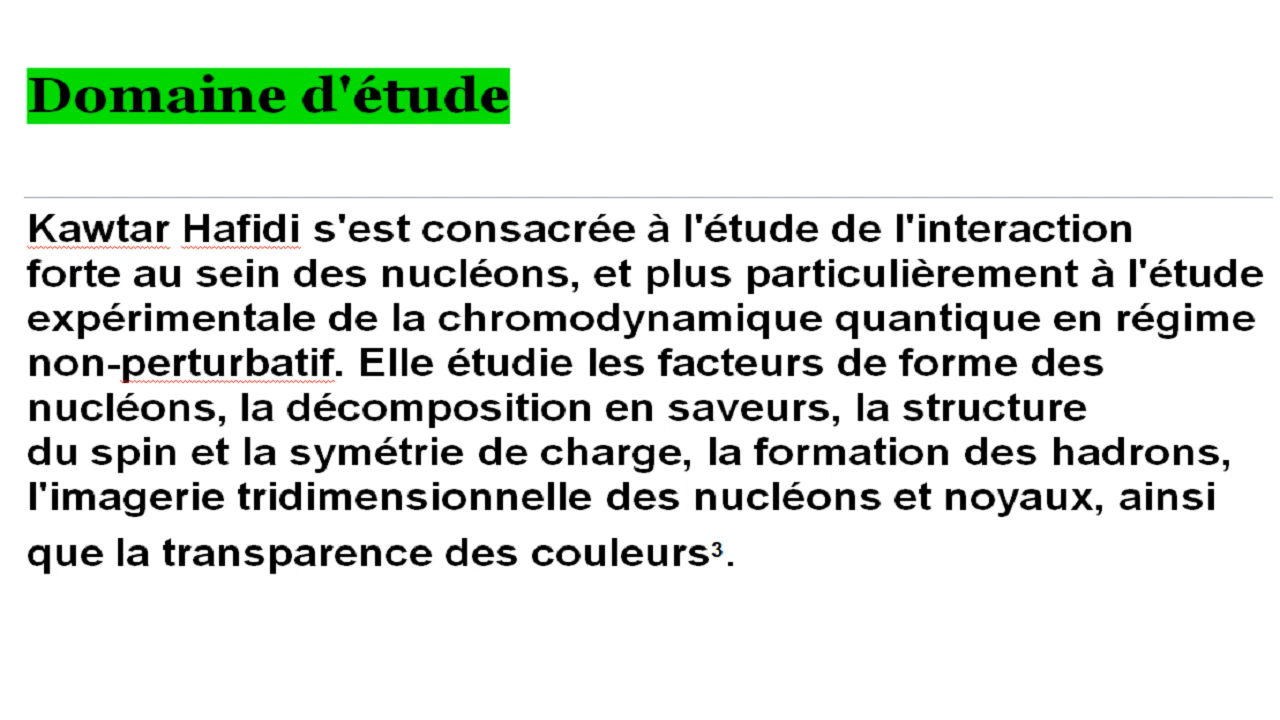 Domaine d'étude
Kawtar Hafidi s'est consacrée à l'étude de l'interaction
forte au sein des nucléons, et plus particulièrement à l'étude
expérimentale de la chromodynamique quantique en régime
non-perturbatif. Elle étudie les facteurs de forme des
nucléons, la décomposition en saveurs, la structure
du spin et la symétrie de charge, la formation des hadrons,
l'imagerie tridimensionnelle des nucléons et noyaux, ainsi
que la transparence des couleurs³.